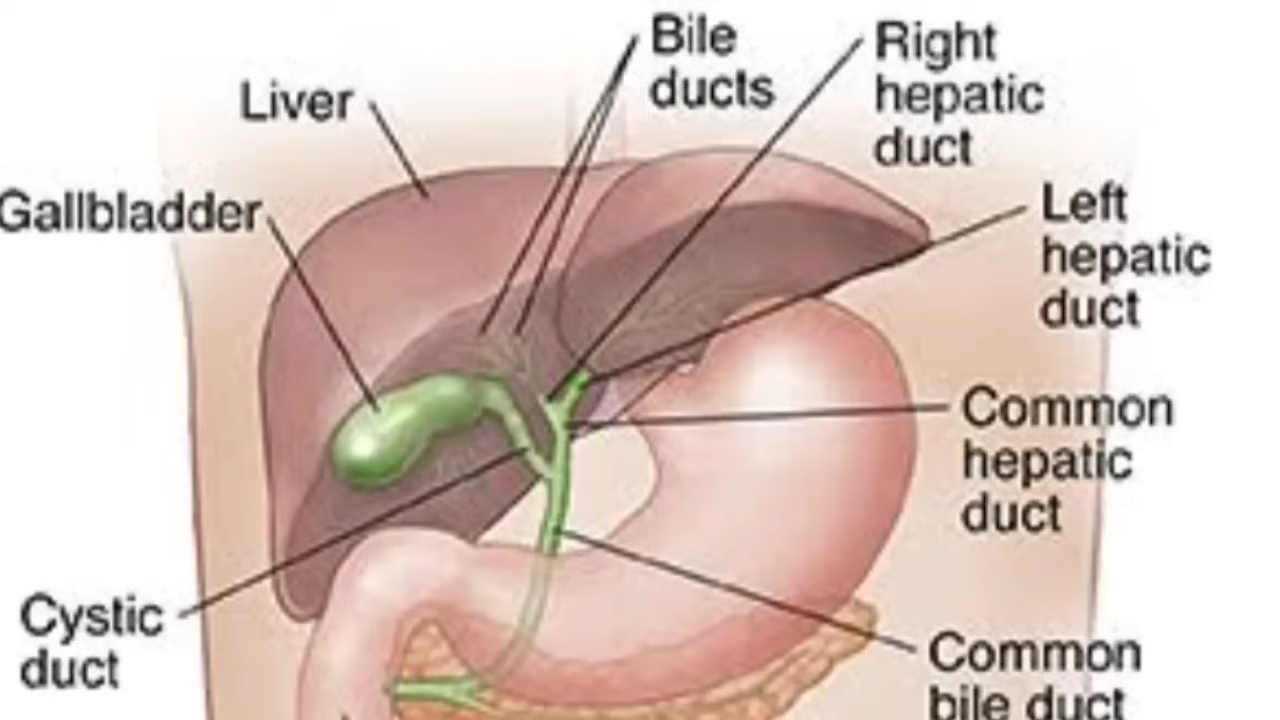 Bile
ducts
Right
hepatic
duct
Liver
Gallbladder
Left
hepatic
duct
Common
hepatic
duct
Cystic
duct
Common
bile duct